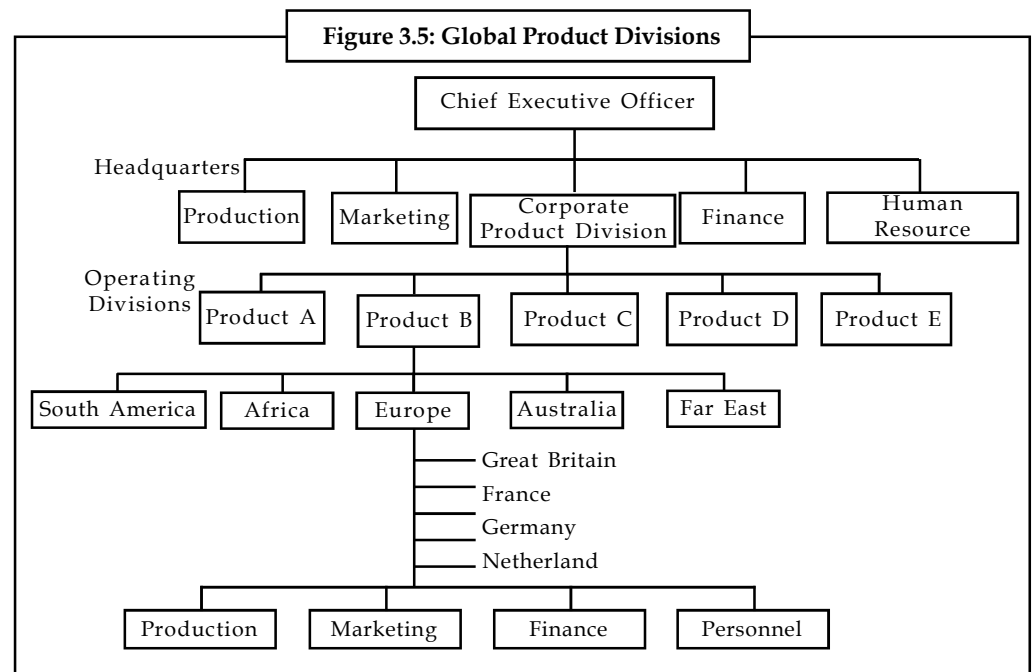 Figure 3.5: Global Product Divisions
Chief Executive Officer
Headquarters
Production
Marketing
Corporate
Product Division
Finance
Human
Resource
Operating
Divisions
Product A
Product B
Product C
Product D
Product E
South America
Africa
Europe
Australia
Far East
Great Britain
France
Germany
Netherland
Production
Marketing
Finance
Personnel